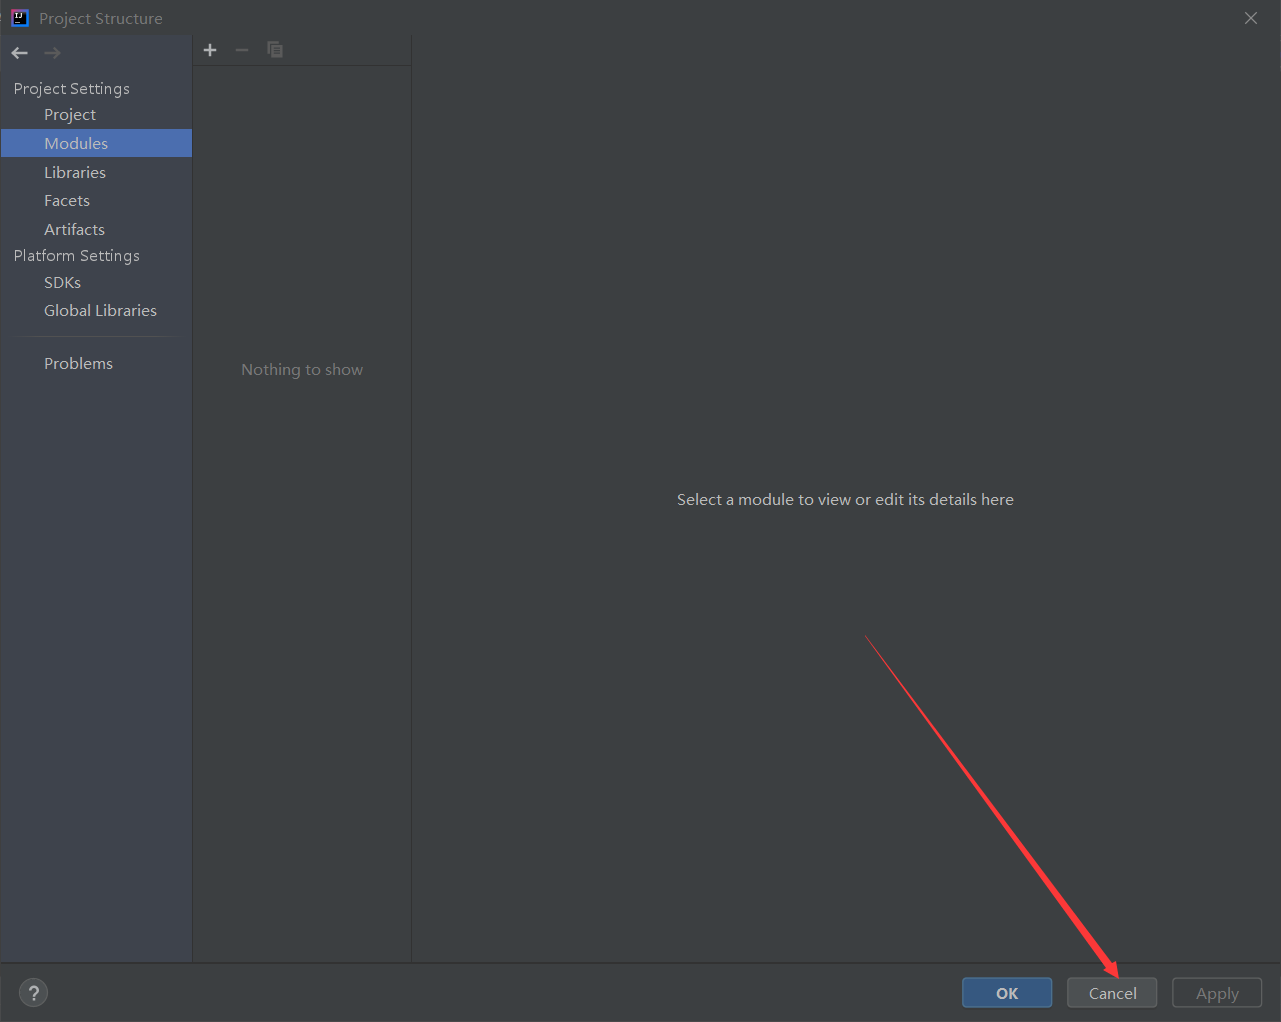 Project Structure
Project Settings
Project
Modules
Libraries
Facets
Artifacts
Platform Settings
SDKs
Global Libraries
Problems
Nothing to show
Select a module to view or edit its details here
?
OK
Cancel
Apply